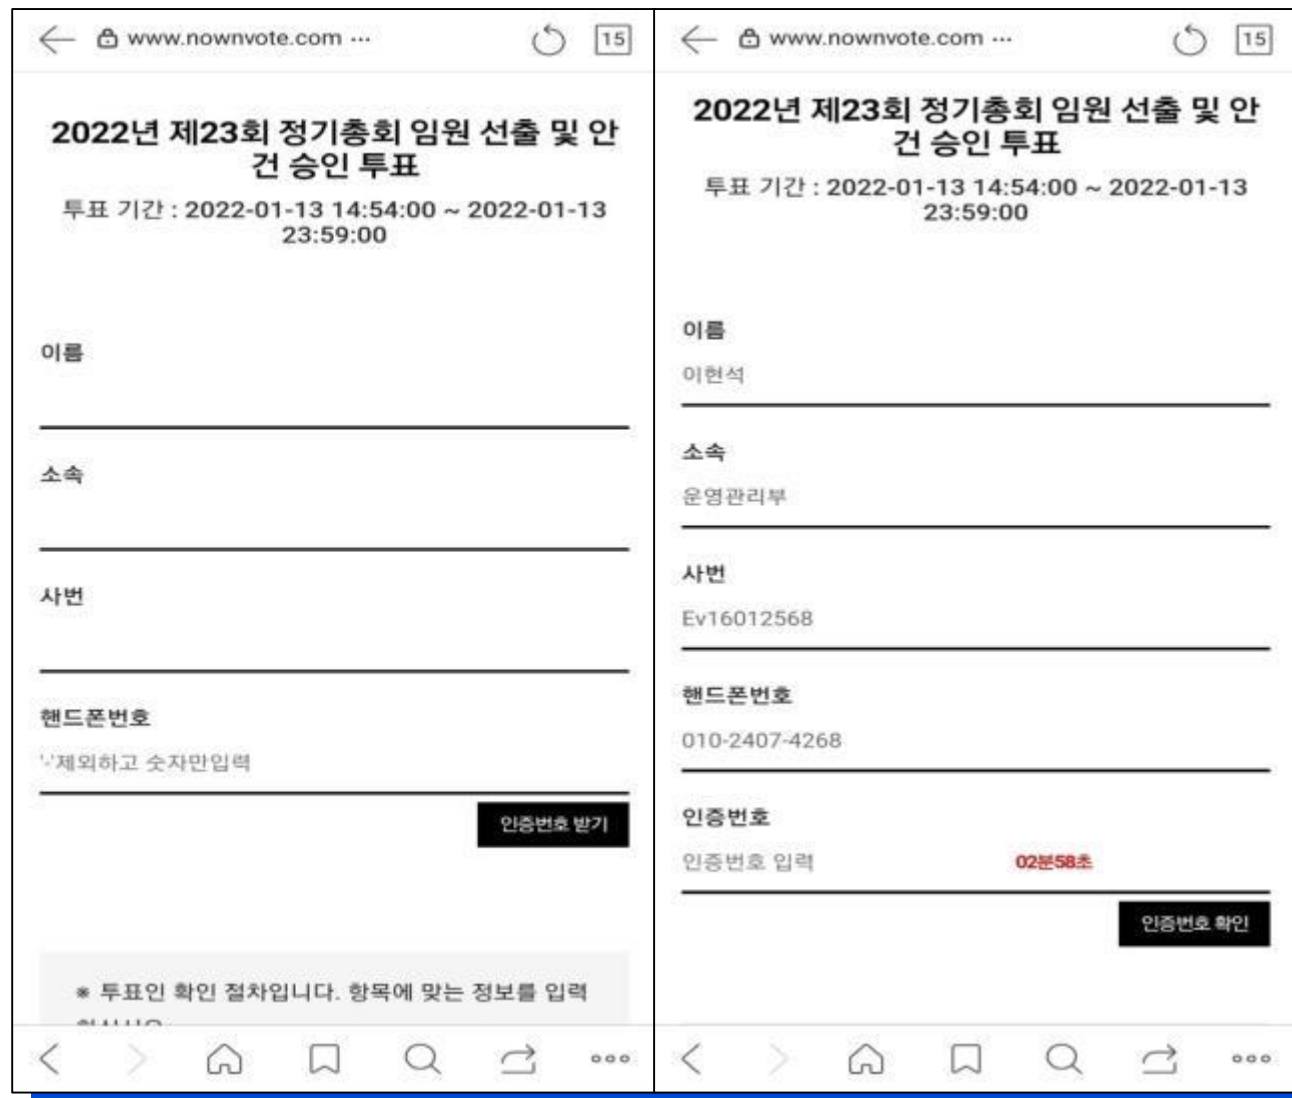 www.nownvote.com ···
15
2022년 제23회 정기총회 임원 선출 및 안
건 승인 투표
투표 기간 : 2022-01-13 14:54:00 ~ 2022-01-13
23:59:00
이름
소속
사번
핸드폰번호
'-'제외하고 숫자만입력
인증번호 받기
※ 투표인 확인 절차입니다. 항목에 맞는 정보를 입력
www.nownvote.com ···
15
2022년 제23회 정기총회 임원 선출 및 안
건 승인 투표
투표 기간 : 2022-01-13 14:54:00 ~ 2022-01-13
23:59:00
이름
이현석
소속
운영관리부
사번
Ev16012568
핸드폰번호
010-2407-4268
인증번호
인증번호 입력 02분58초
인증번호 확인